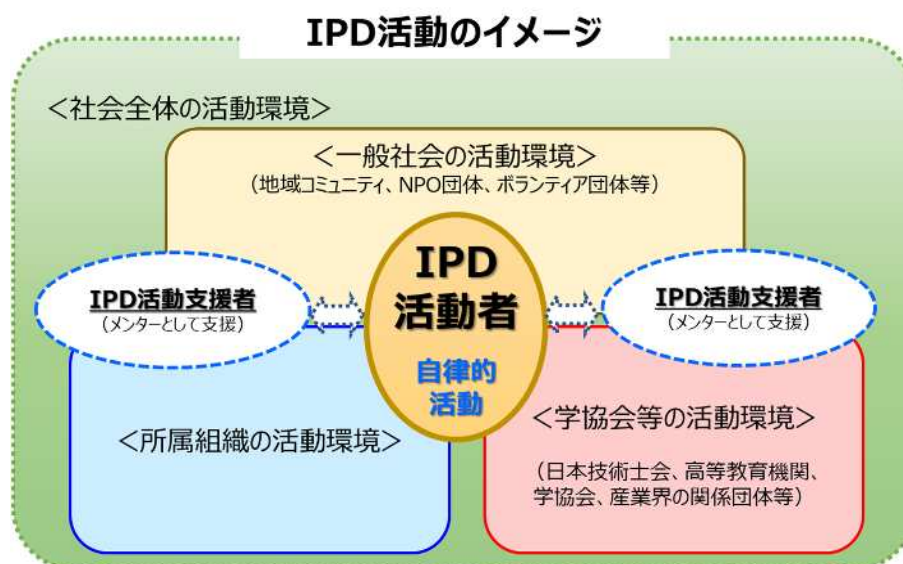 IPD活動のイメージ
＜社会全体の活動環境＞
＜一般社会の活動環境＞
（地域コミュニティ、NPO団体、ボランティア団体等）
IPD活動支援者
（メンターとして支援）
IPD
活動者
自律的
活動
IPD活動支援者
（メンターとして支援）
＜所属組織の活動環境＞
＜学協会等の活動環境＞
（日本技術士会、高等教育機関、
学協会、産業界の関係団体等）